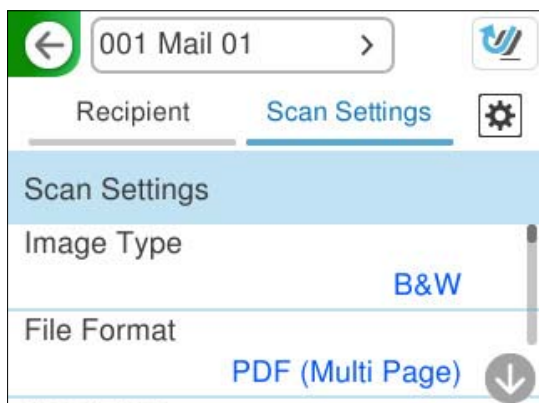 001 Mail 01
Recipient
Scan Settings
Scan Settings
Image Type
B&W
File Format
PDF (Multi Page)